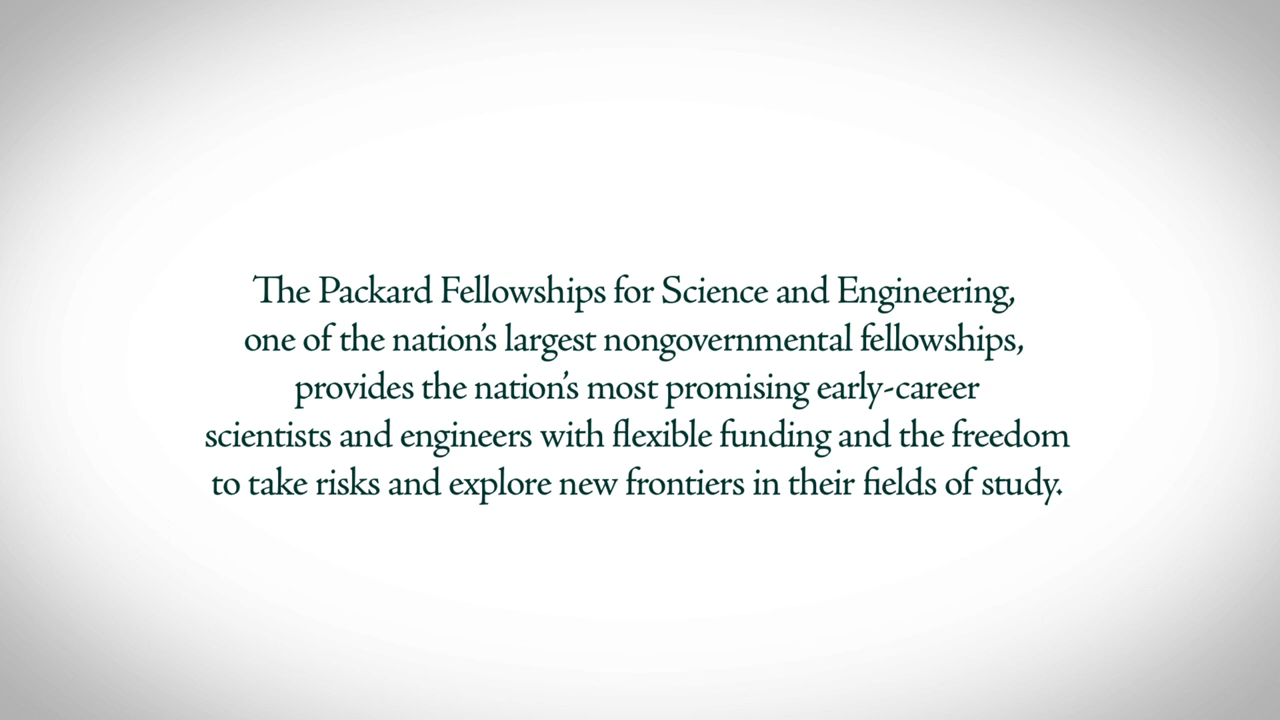 The Packard Fellowships for Science and Engineering,
one of the nation’s largest nongovernmental fellowships,
provides the nation’s most promising early-career
scientists and engineers with flexible funding and the freedom
to take risks and explore new frontiers in their fields of study.